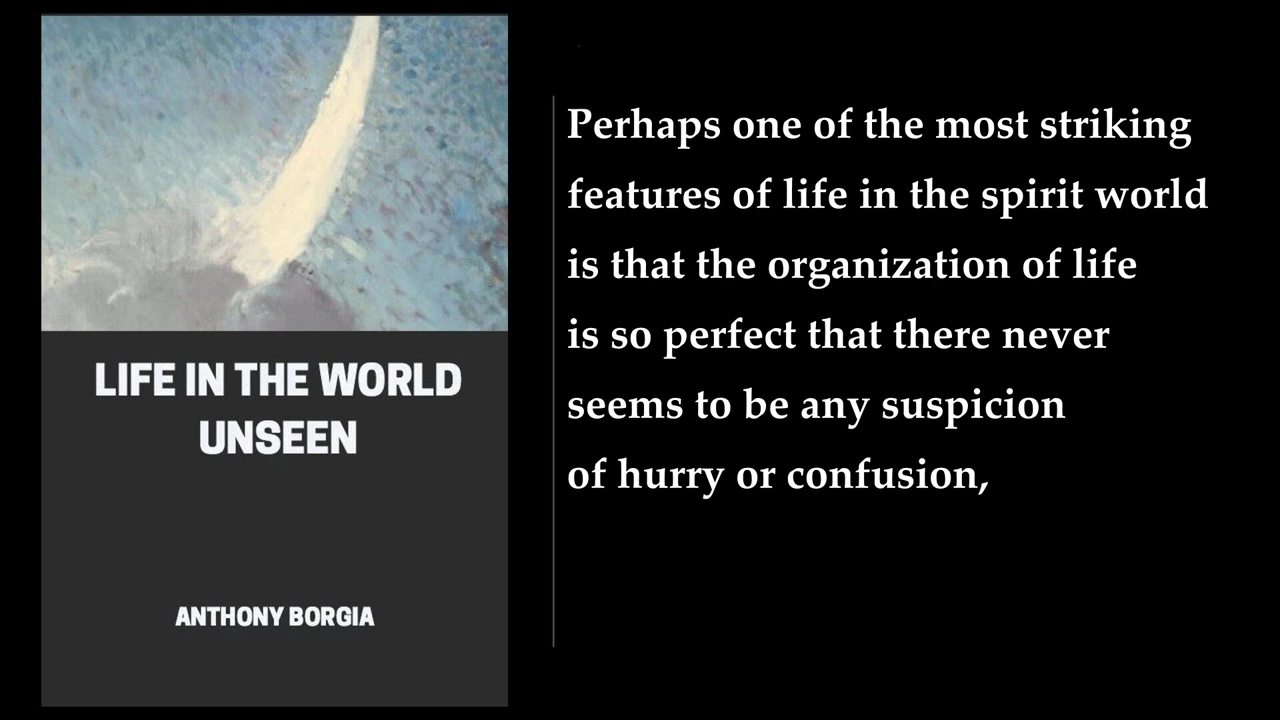 LIFE IN THE WORLD
UNSEEN
ANTHONY BORGIA
Perhaps one of the most striking
features of life in the spirit world
is that the organization of life
is so perfect that there never
seems to be any suspicion
of hurry or confusion,